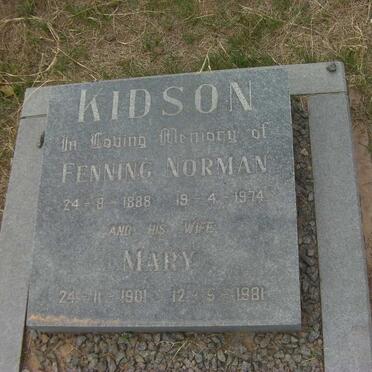 KIDSON
In Loving Memory of
FENNING NORMAN
24-8-1888 19-4-1974
AND HIS WIFE
MARY
24-11-1901 12-5-1981